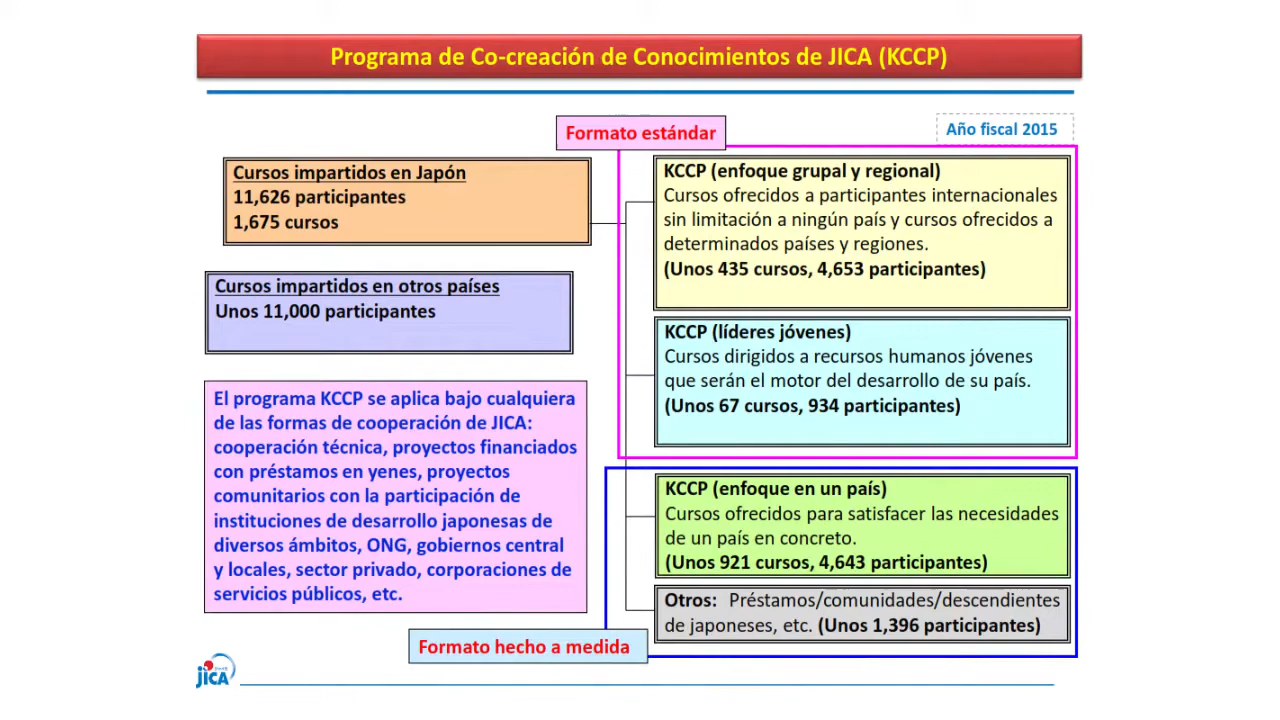 Programa de Co-creación de Conocimientos de JICA (KCCP)
Año fiscal 2015
Formato estándar
Cursos impartidos en Japón
11,626 participantes
1,675 cursos
Cursos impartidos en otros países
Unos 11,000 participantes
El programa KCCP se aplica bajo cualquiera
de las formas de cooperación de JICA:
cooperación técnica, proyectos financiados
con préstamos en yenes, proyectos
comunitarios con la participación de
instituciones de desarrollo japonesas de
diversos ámbitos, ONG, gobiernos central
y locales, sector privado, corporaciones de
servicios públicos, etc.
KCCP (enfoque grupal y regional)
Cursos ofrecidos a participantes internacionales
sin limitación a ningún país y cursos ofrecidos a
determinados países y regiones.
(Unos 435 cursos, 4,653 participantes)
KCCP (líderes jóvenes)
Cursos dirigidos a recursos humanos jóvenes
que serán el motor del desarrollo de su país.
(Unos 67 cursos, 934 participantes)
KCCP (enfoque en un país)
Cursos ofrecidos para satisfacer las necesidades
de un país en concreto.
(Unos 921 cursos, 4,643 participantes)
Otros: Préstamos/comunidades/descendientes
de japoneses, etc. (Unos 1,396 participantes)
Formato hecho a medida
JICA